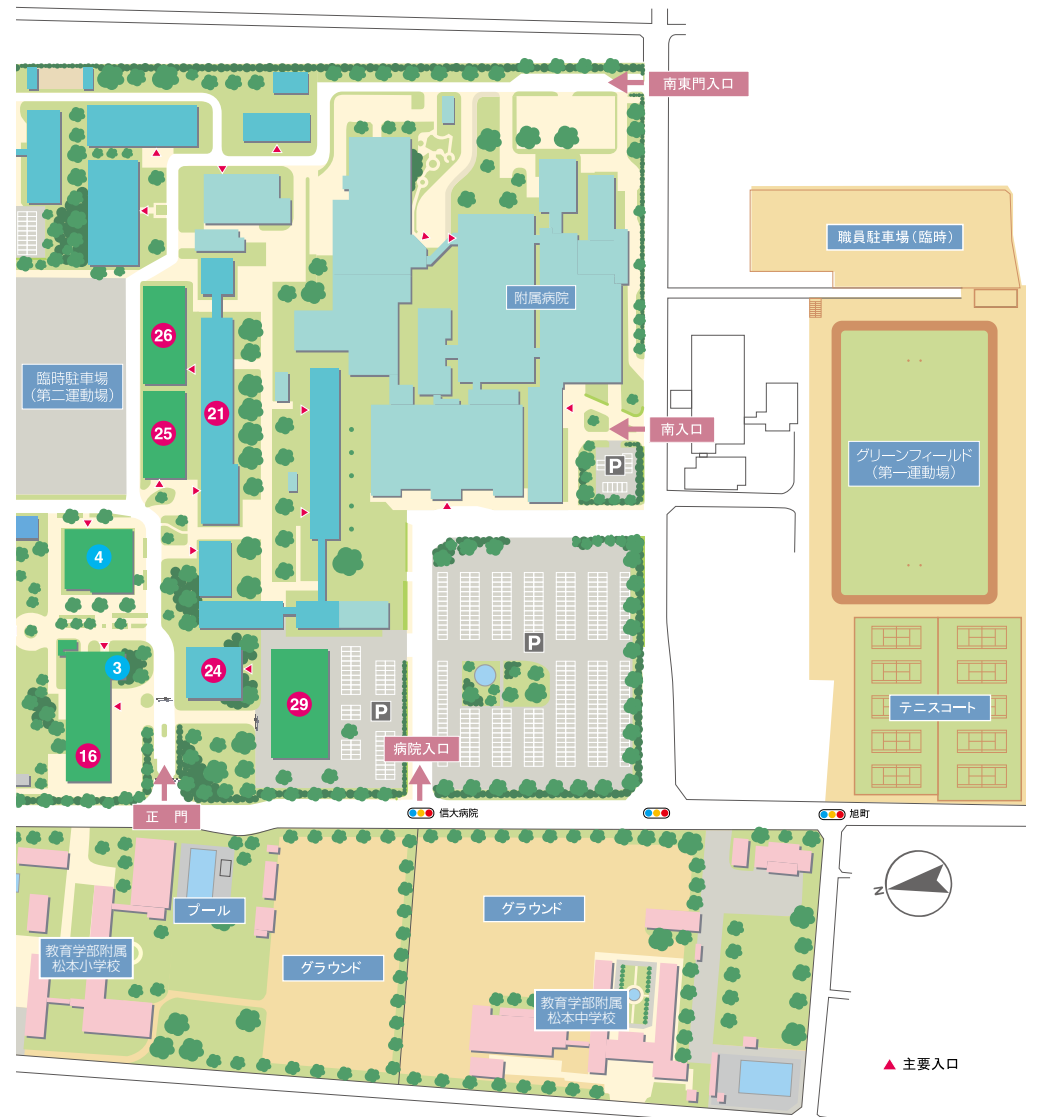 南東門入口
職員駐車場(臨時)
附属病院
26
臨時駐車場
(第二運動場)
21
25
南入口
P
グリーンフィールド
(第一運動場)
4
P
3
24
29
P
テニスコート
16
病院入口
正 門
信大病院
旭町
N
プール
グラウンド
教育学部附属
松本小学校
グラウンド
教育学部附属
松本中学校
▲ 主要入口